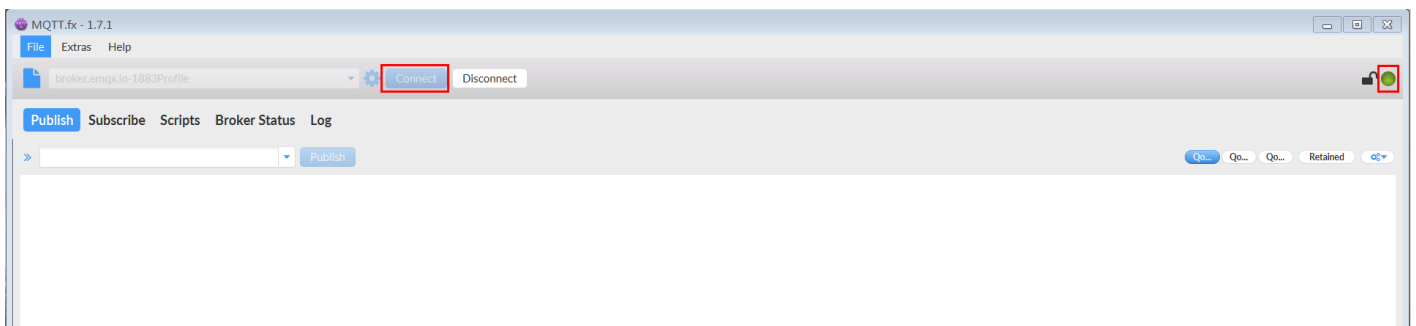 MQTT.fx - 1.7.1
File Extras Help
broker.emqx.io-1883Profile Connect Disconnect
Publish Subscribe Scripts Broker Status Log
Publish Qo... Qo... Qo... Retained